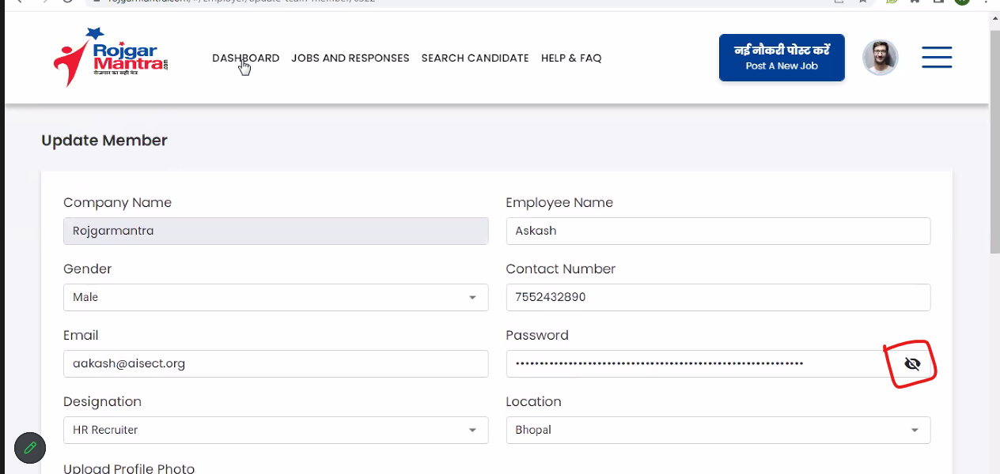 Rojgar
Mantra.com
रोजगार का सही मंत्र
DASHBOARD JOBS AND RESPONSES SEARCH CANDIDATE HELP & FAQ
नई नौकरी पोस्ट करें
Post A New Job
Update Member
Company Name
Rojgarmantra
Employee Name
Askash
Gender
Male
Contact Number
7552432890
Email
aakash@aisect.org
Password
Designation
HR Recruiter
Location
Bhopal
Upload Profile Photo